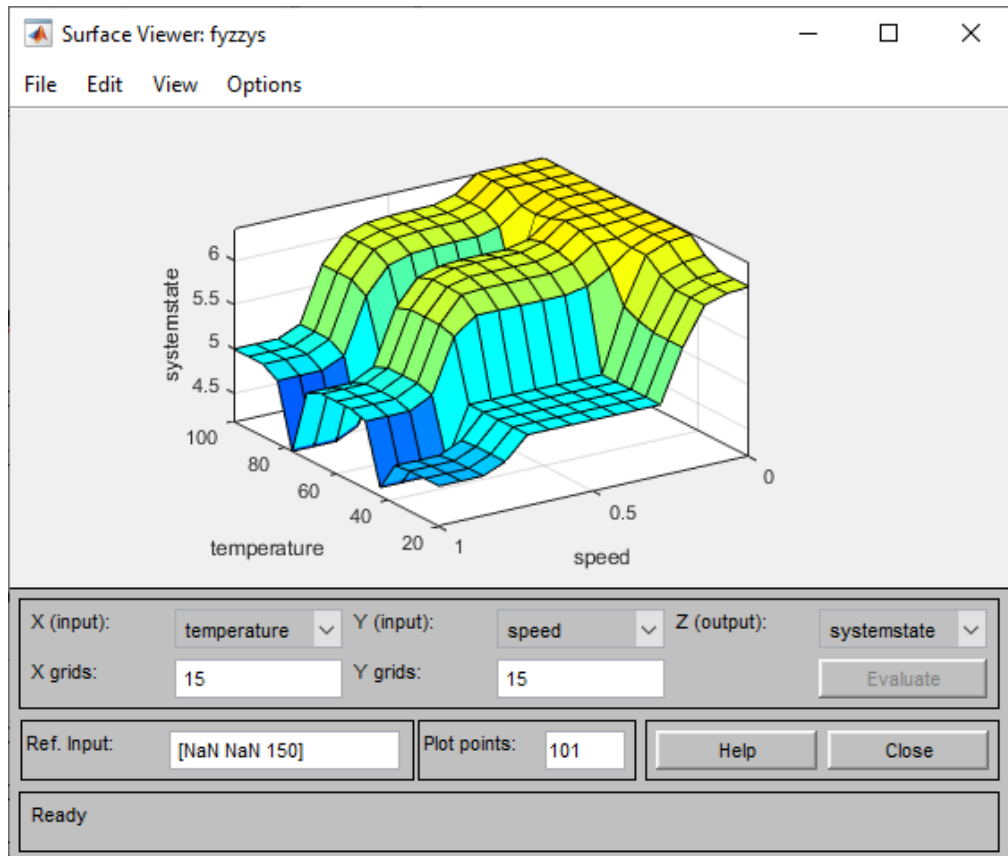 Surface Viewer: fyzzys
File Edit View Options
6
5.5
5
4.5
systemstate
100
80
60
40
20
temperature
1
0.5
0
speed
X (input): temperature Y (input): speed Z (output): systemstate
X grids: 15 Y grids: 15 Evaluate
Ref. Input: [NaN NaN 150] Plot points: 101 Help Close
Ready